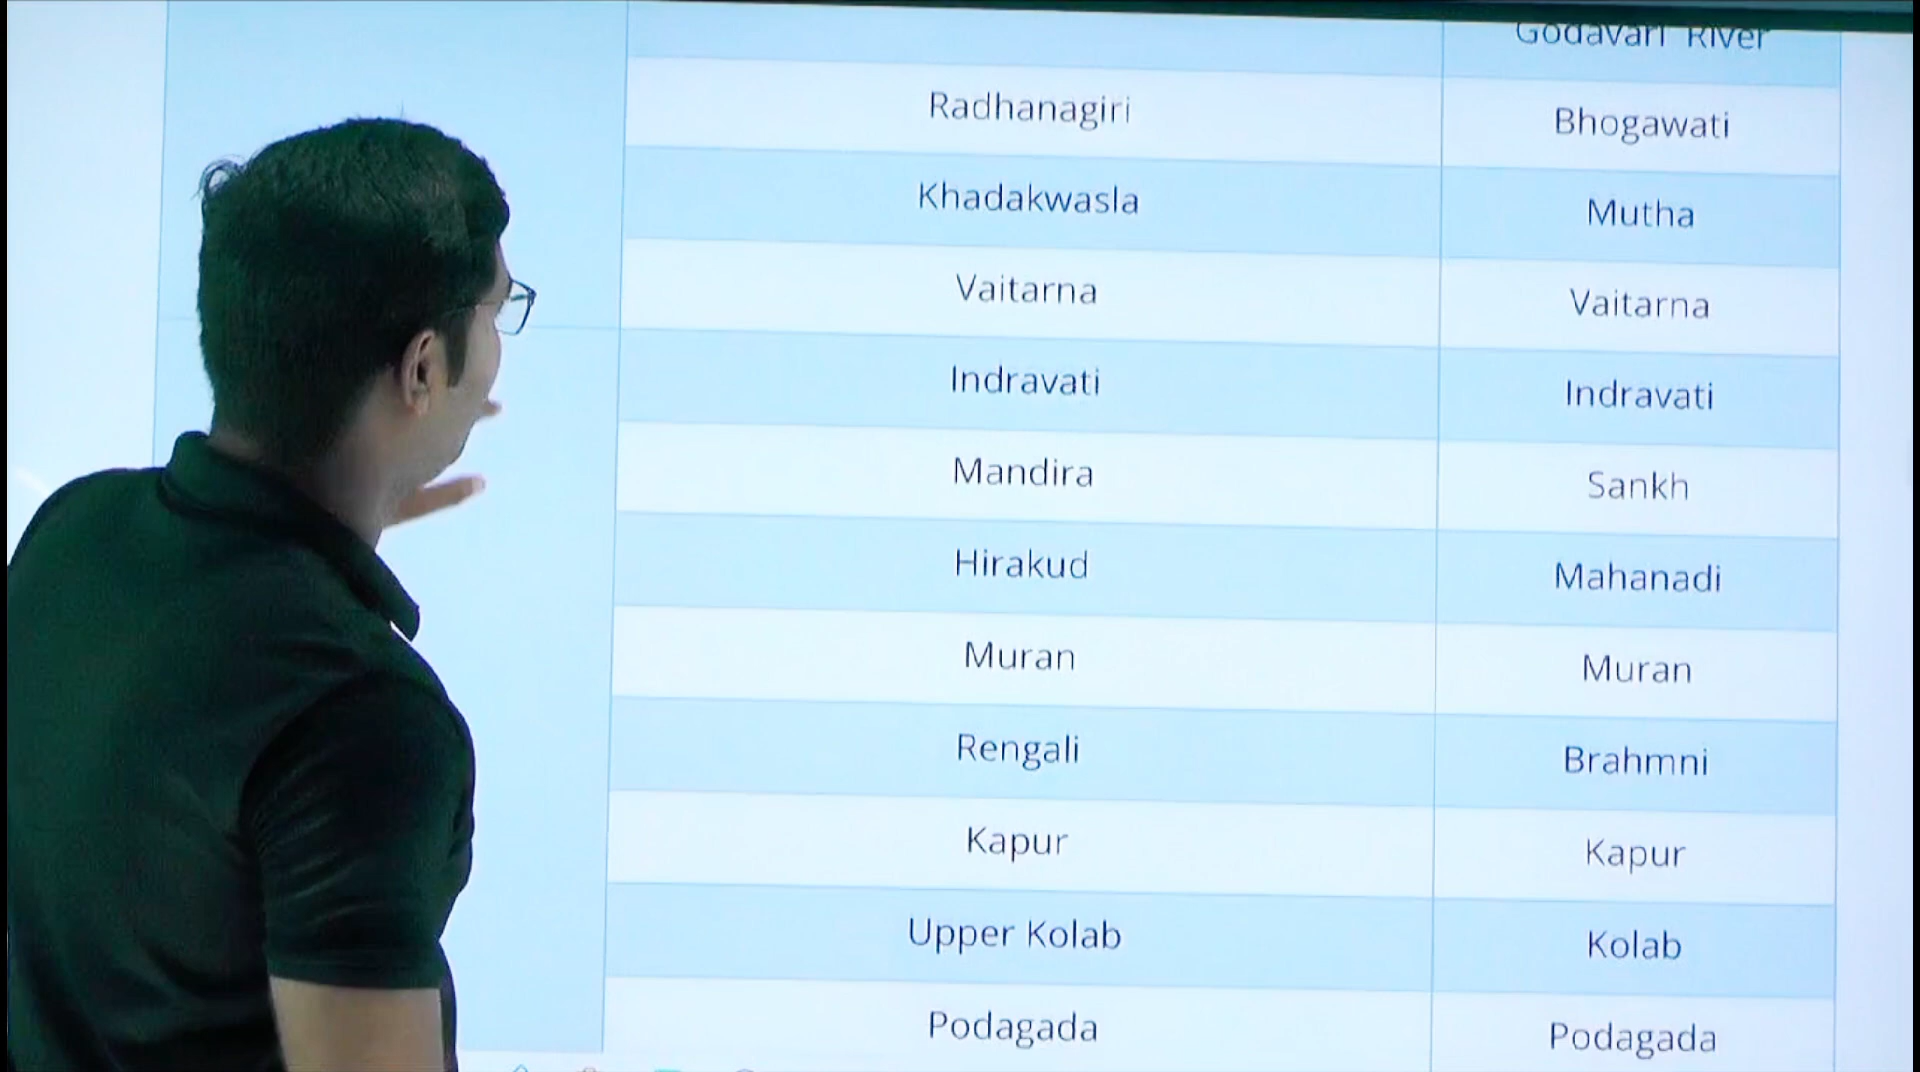 Godavari River
Radhanagiri Bhogawati
Khadakwasla Mutha
Vaitarna Vaitarna
Indravati Indravati
Mandira Sankh
Hirakud Mahanadi
Muran Muran
Rengali Brahmni
Kapur Kapur
Upper Kolab Kolab
Podagada Podagada